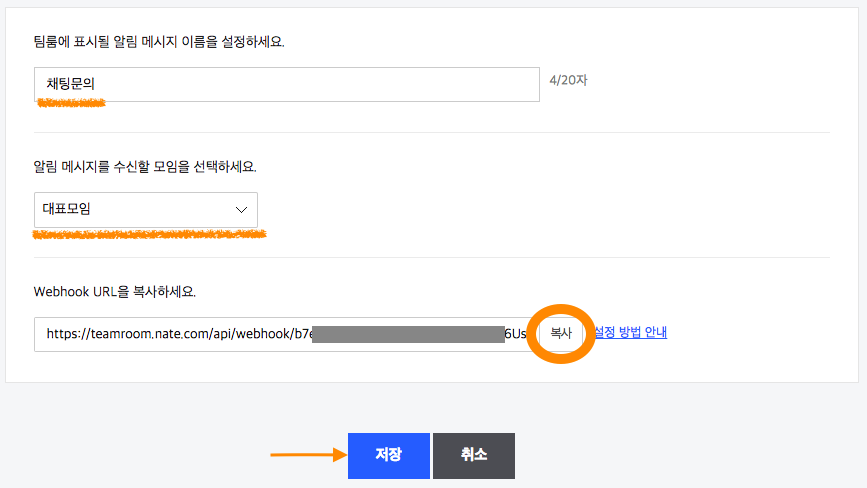 팀룸에 표시될 알림 메시지 이름을 설정하세요.
채팅문의
4/20자
알림 메시지를 수신할 모임을 선택하세요.
대표모임
Webhook URL을 복사하세요.
https://teamroom.nate.com/api/webhook/b7e 6Us 복사 설정 방법 안내
저장 취소